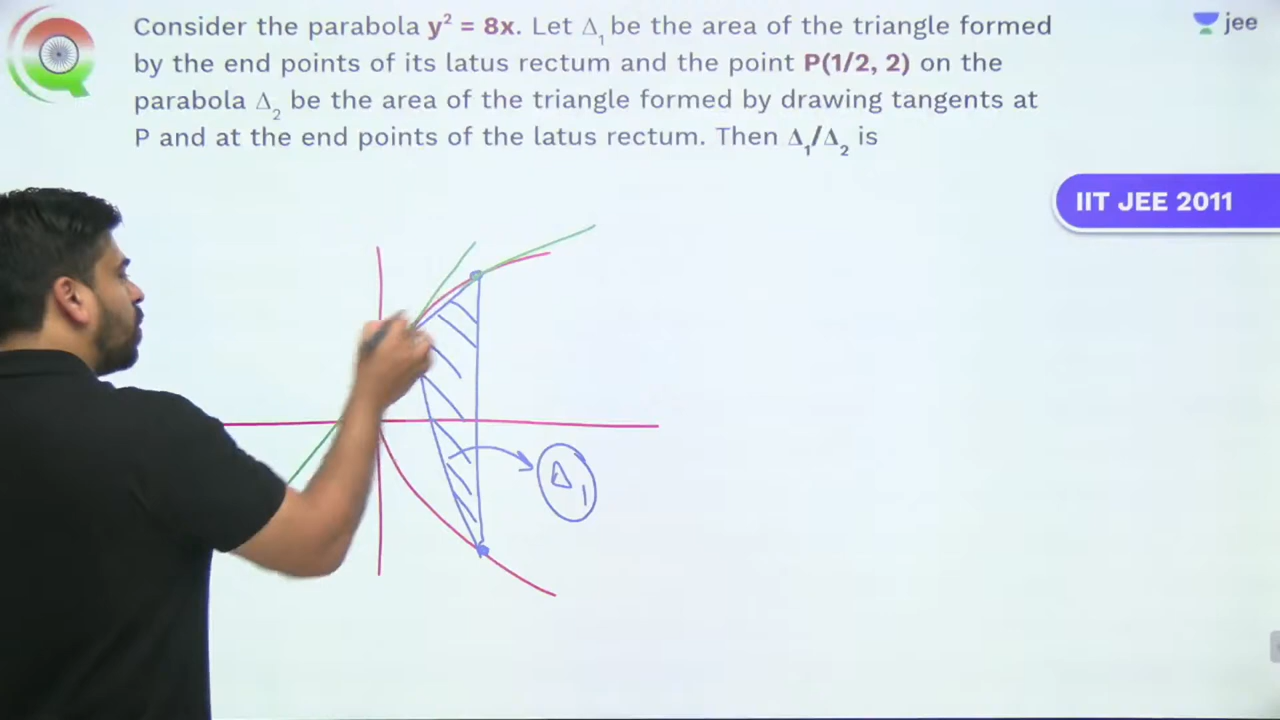 Consider the parabola y² = 8x. Let Δ₁ be the area of the triangle formed
by the end points of its latus rectum and the point P(1/2, 2) on the
parabola Δ₂ be the area of the triangle formed by drawing tangents at
P and at the end points of the latus rectum. Then Δ₁/Δ₂ is
jee
IIT JEE 2011
Δ₁